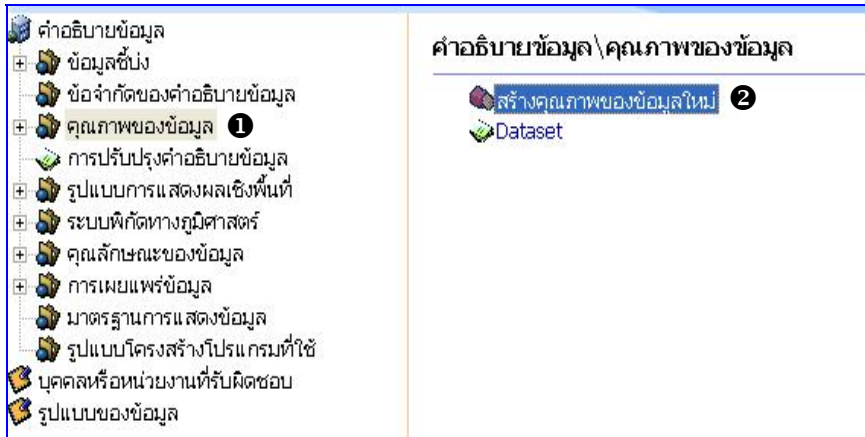 คำอธิบายข้อมูล
ข้อมูลชี้บ่ง
ข้อจำกัดของคำอธิบายข้อมูล
คุณภาพของข้อมูล ❶
การปรับปรุงคำอธิบายข้อมูล
รูปแบบการแสดงผลเชิงพื้นที่
ระบบพิกัดทางภูมิศาสตร์
คุณลักษณะของข้อมูล
การเผยแพร่ข้อมูล
มาตรฐานการแสดงข้อมูล
รูปแบบโครงสร้างโปรแกรมที่ใช้
บุคคลหรือหน่วยงานที่รับผิดชอบ
รูปแบบของข้อมูล
คำอธิบายข้อมูล\คุณภาพของข้อมูล
สร้างคุณภาพของข้อมูลใหม่ ❷
Dataset